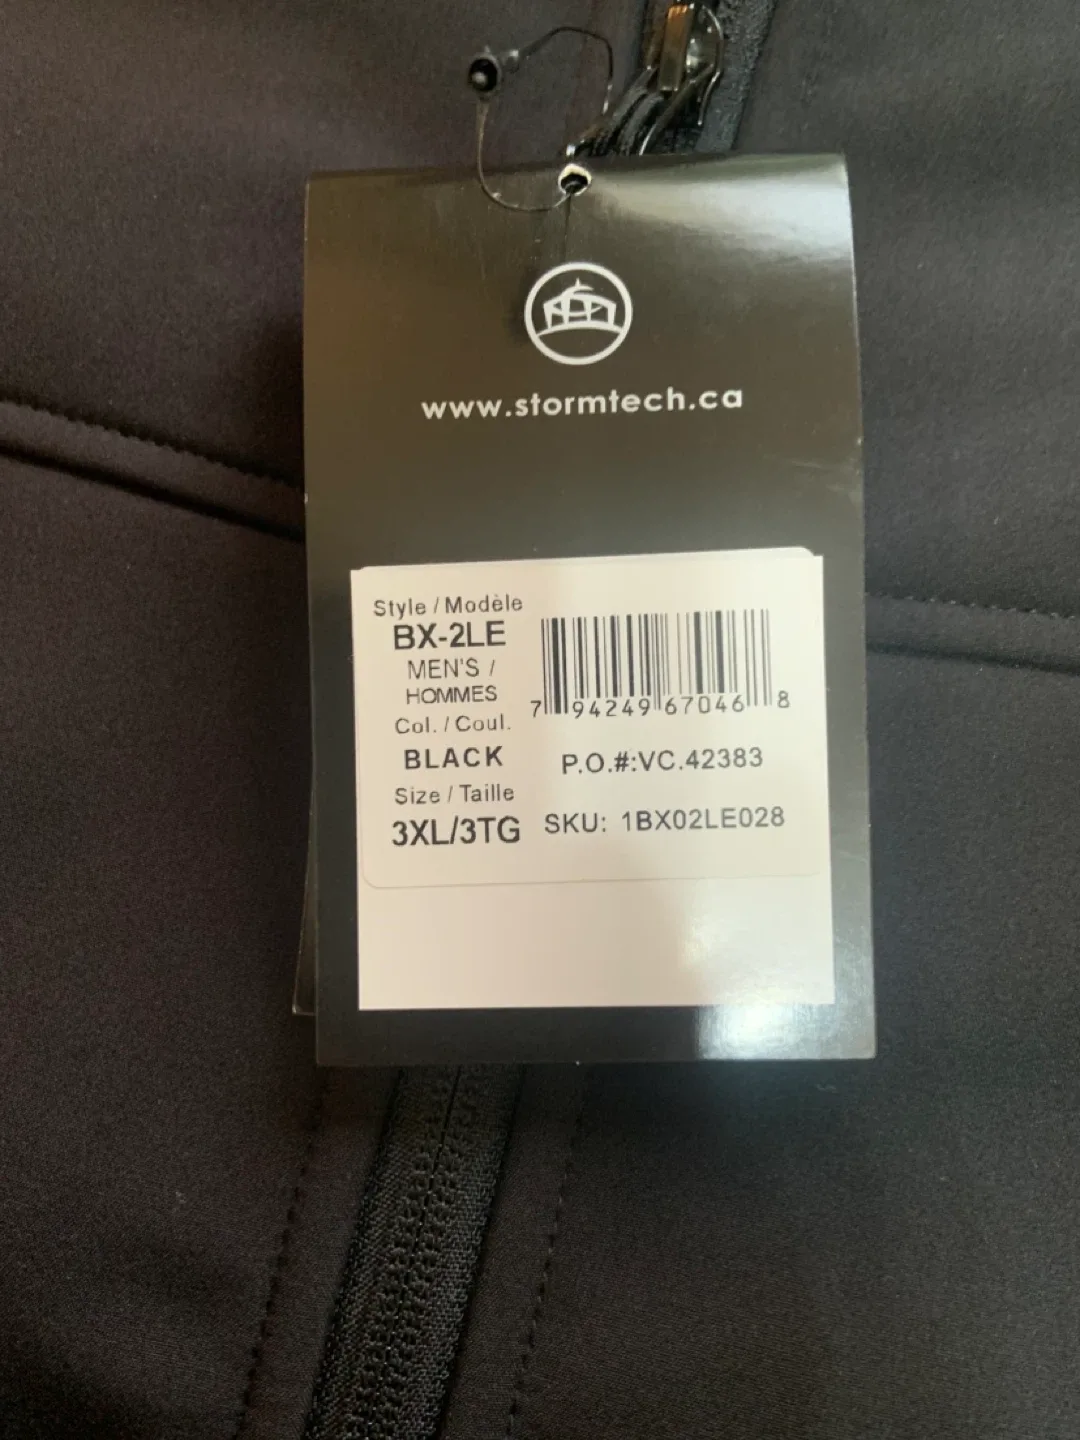 www.stormtech.ca
Style / Modèle
BX-2LE
MEN'S /
HOMMES
Col. / Coul.
BLACK
Size / Taille
3XL/3TG
7 94249 67046 8
P.O.#:VC.42383
SKU: 1BX02LE028